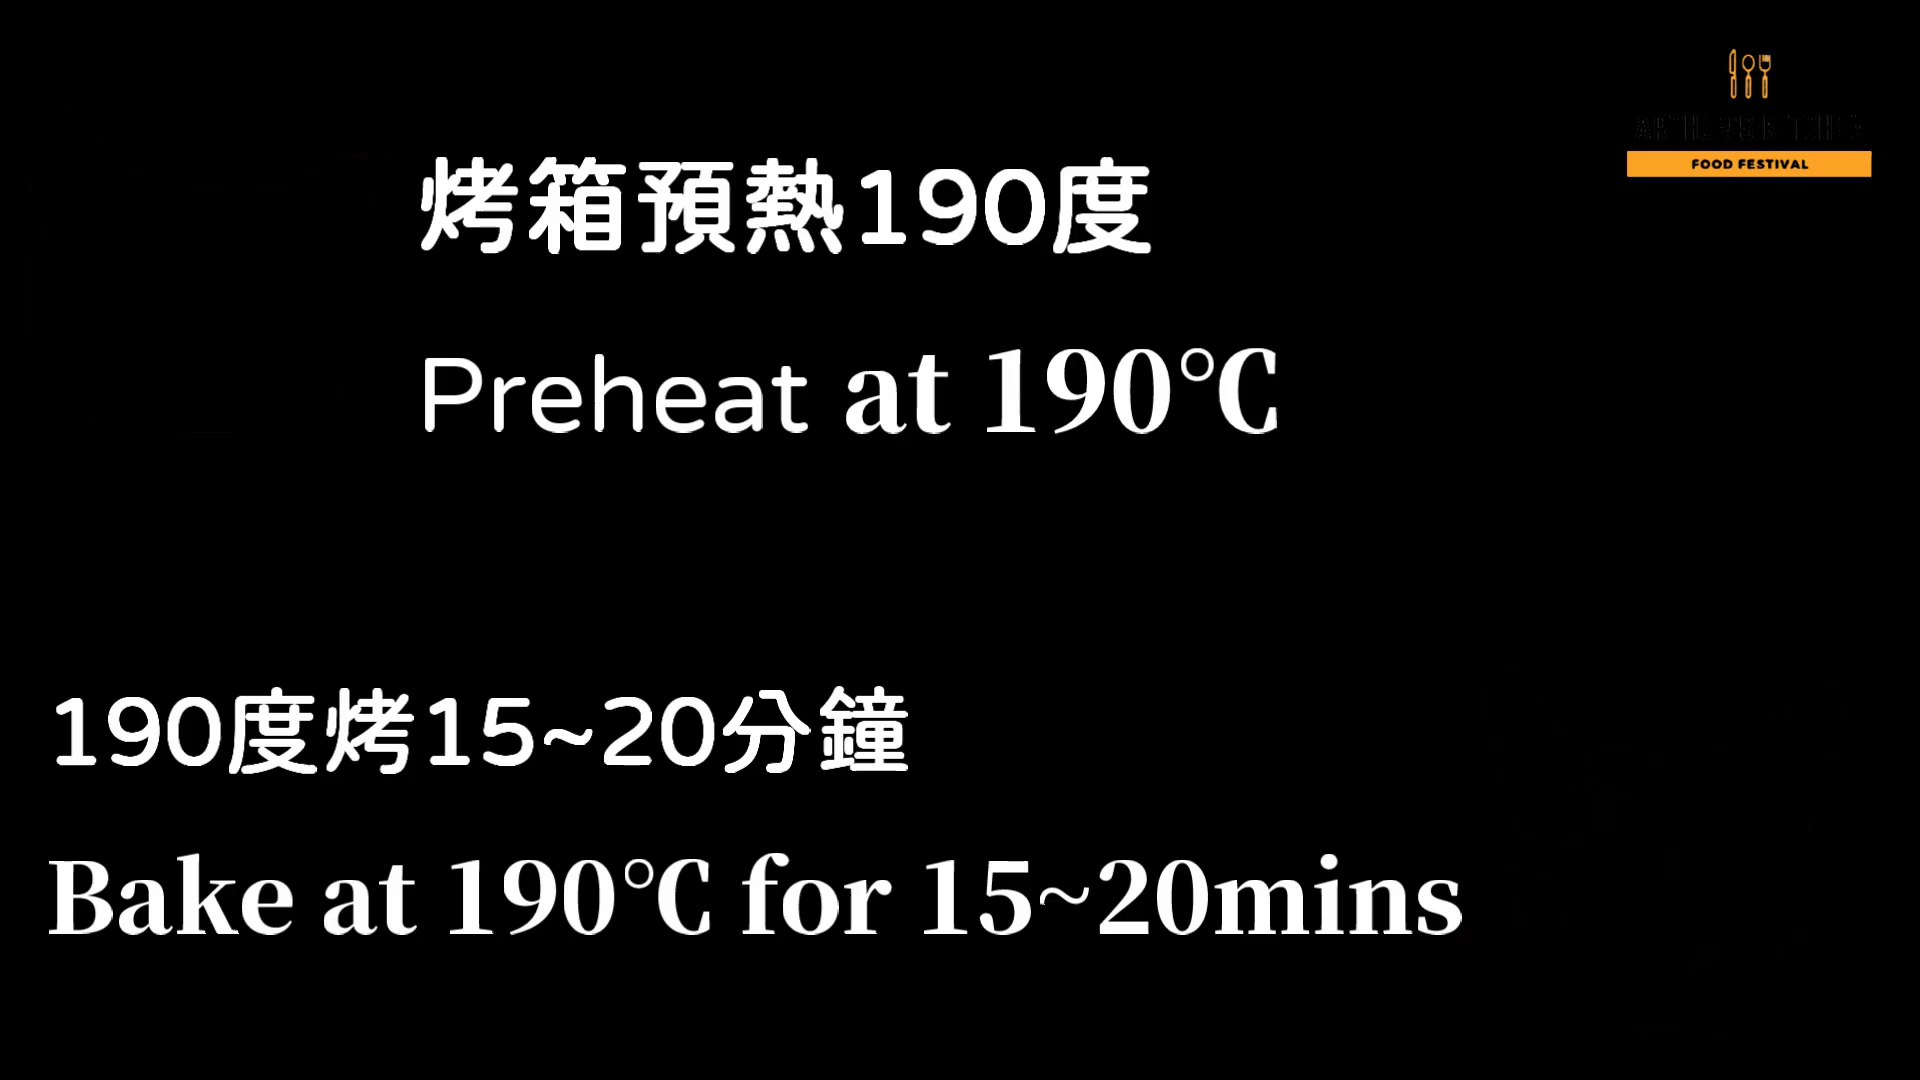 烤箱預熱190度
Preheat at 190℃
190度烤15~20分鐘
Bake at 190℃ for 15~20mins
FOOD FESTIVAL